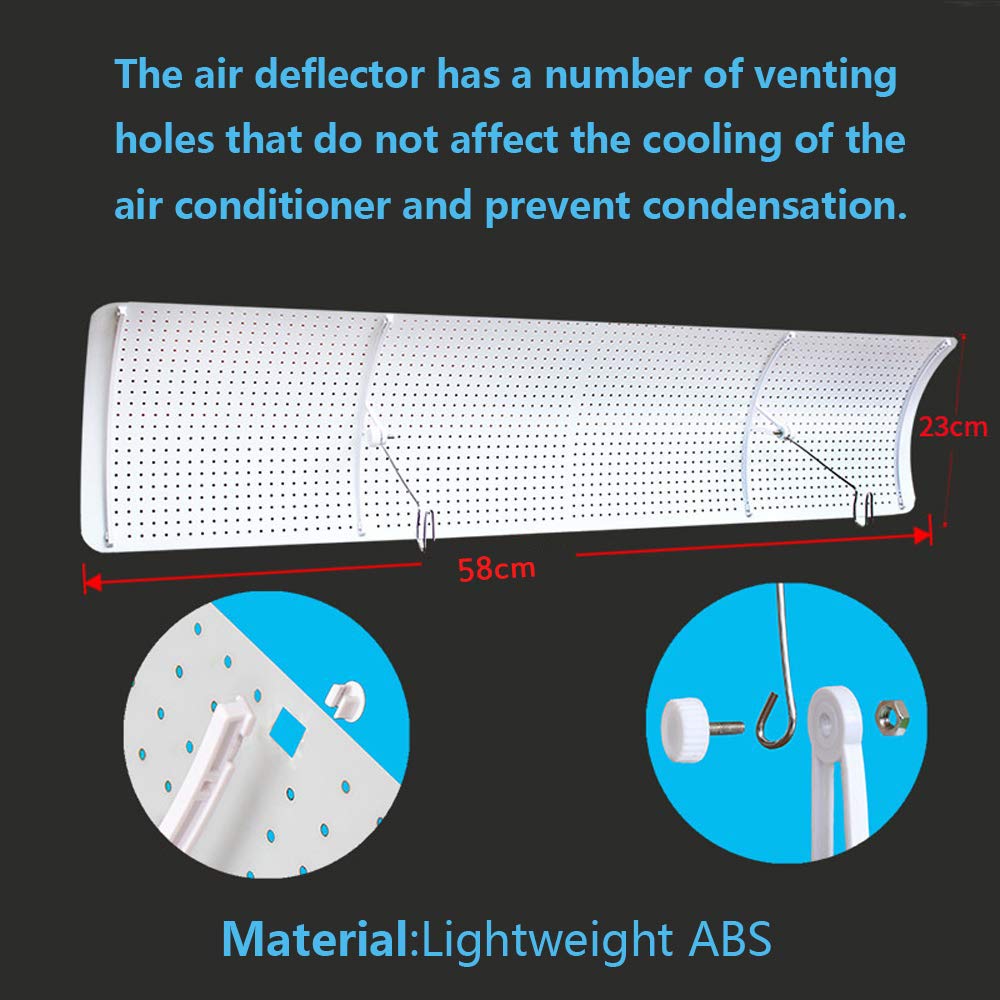 The air deflector has a number of venting
holes that do not affect the cooling of the
air conditioner and prevent condensation.
23cm
58cm
Material:Lightweight ABS